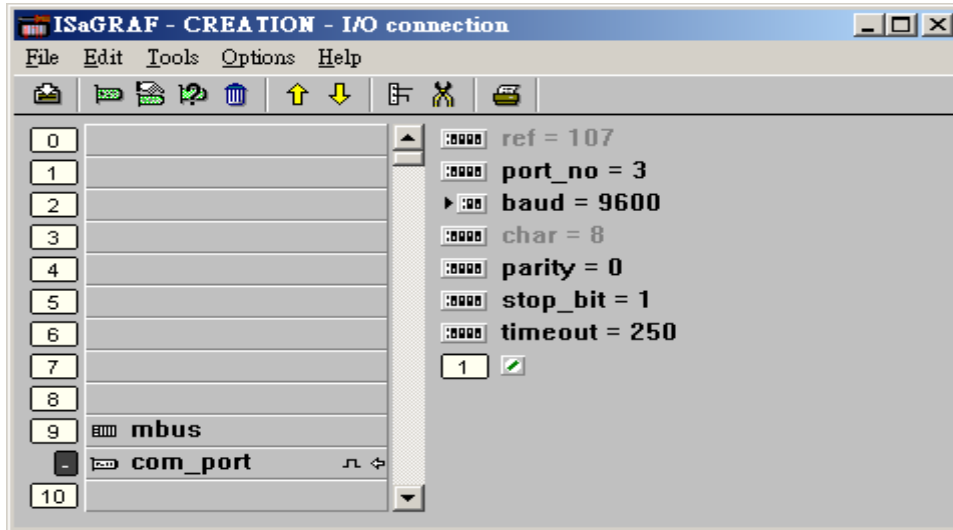 ISaGRAF - CREATION - I/O connection
File Edit Tools Options Help
0
1
2
3
4
5
6
7
8
9 mbus
- com_port
10
ref = 107
port_no = 3
baud = 9600
char = 8
parity = 0
stop_bit = 1
timeout = 250
1